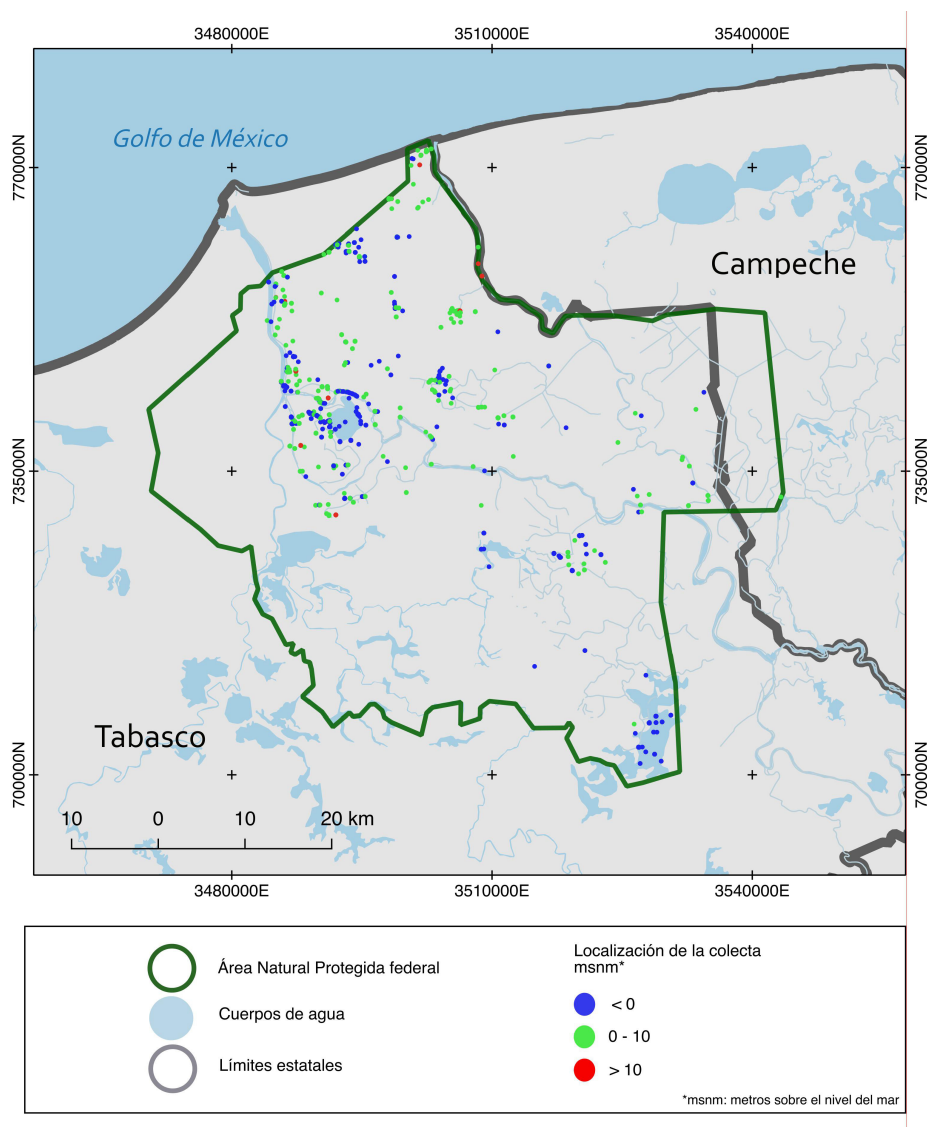 3480000E 3510000E 3540000E
Golfo de México
770000N 770000N
Campeche
735000N 735000N
Tabasco
700000N 700000N
10 0 10 20 km
3480000E 3510000E 3540000E
Localización de la colecta
msnm*
Área Natural Protegida federal
< 0
Cuerpos de agua
0 - 10
Límites estatales
> 10
*msnm: metros sobre el nivel del mar